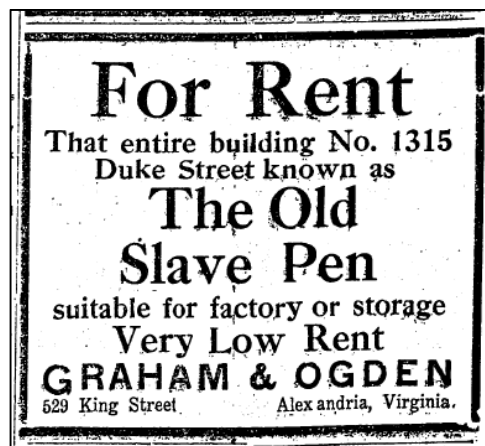 For Rent
That entire building No. 1315
Duke Street known as
The Old
Slave Pen
suitable for factory or storage
Very Low Rent
GRAHAM & OGDEN
529 King Street Alexandria, Virginia.